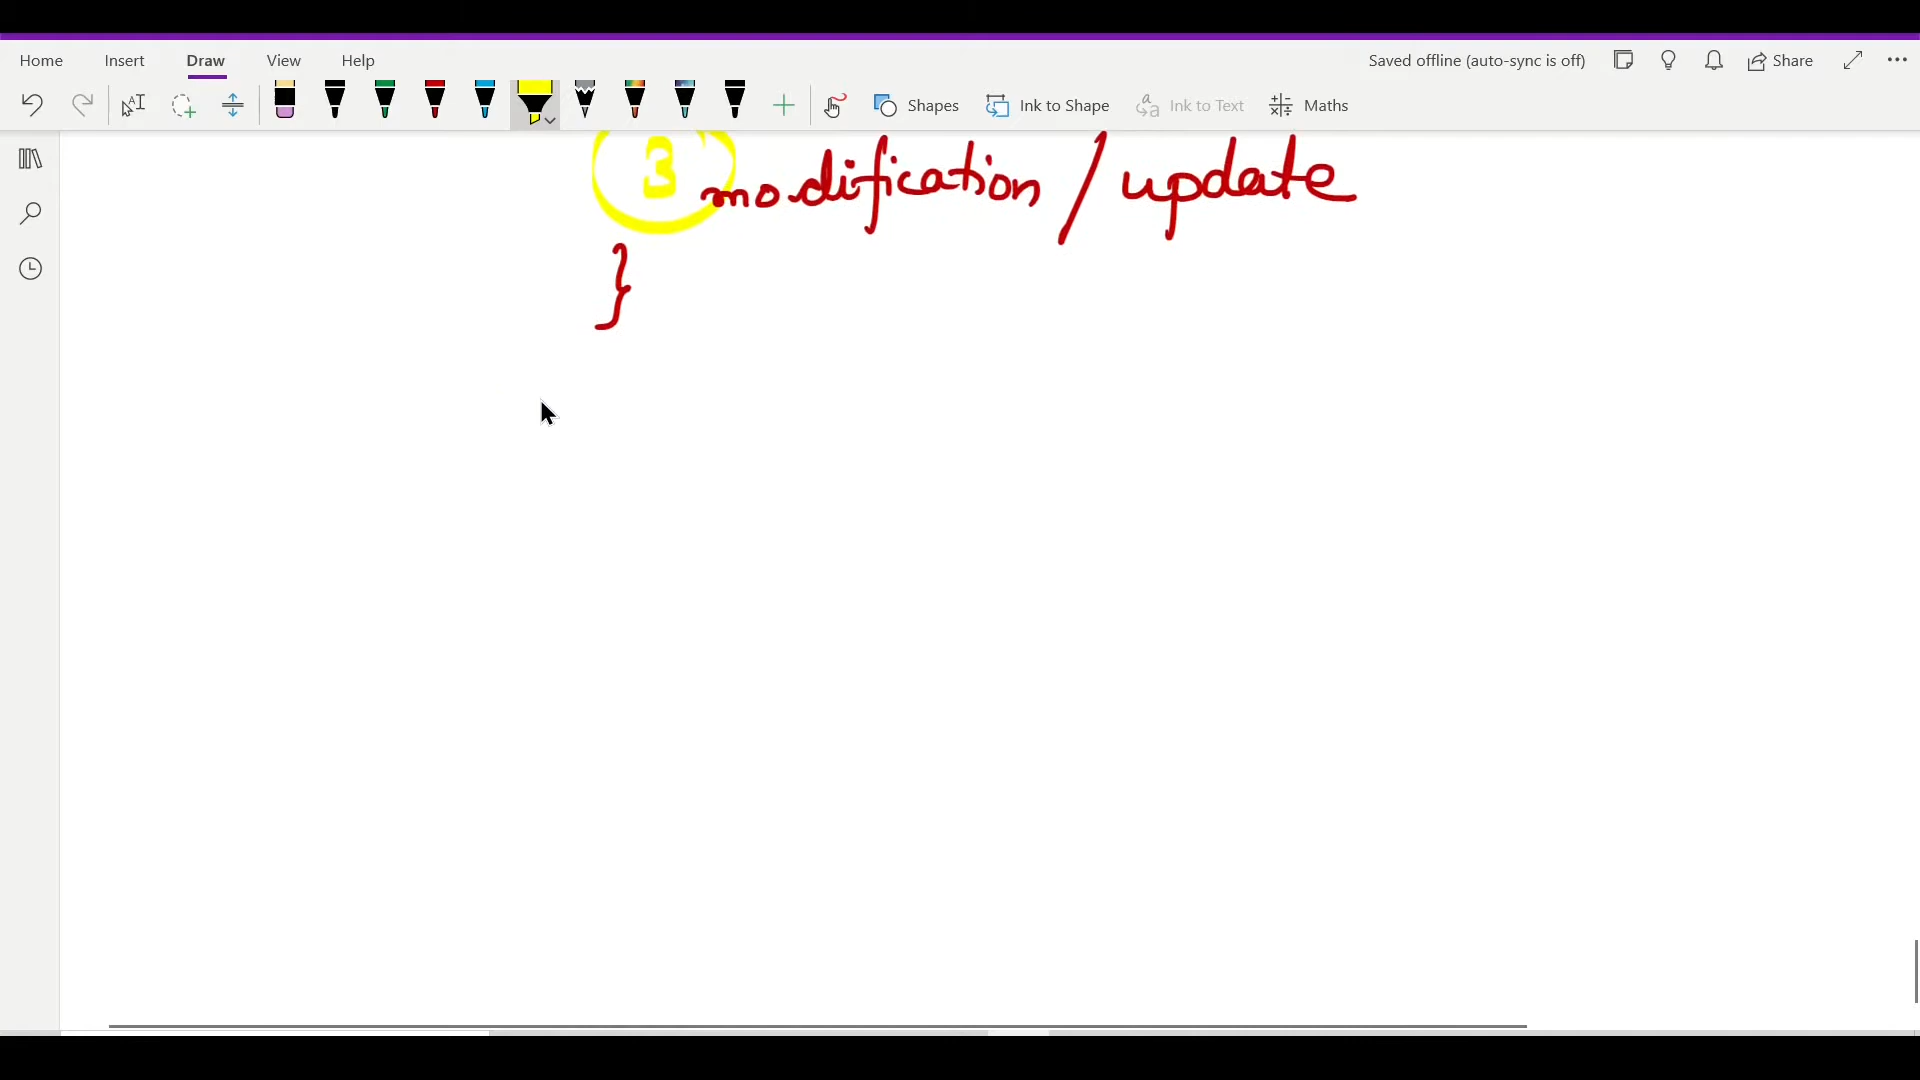 Home Insert Draw View Help Saved offline (auto-sync is off) Share
Shapes Ink to Shape Ink to Text Maths
3 modification / update
}